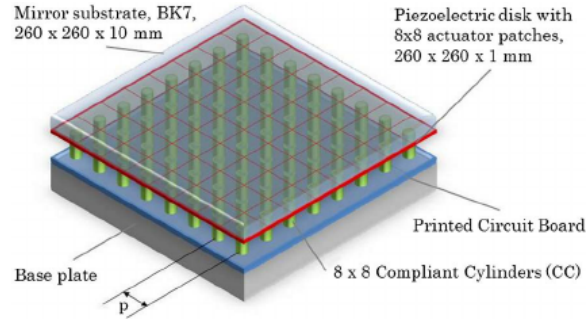 Mirror substrate, BK7,
260 x 260 x 10 mm
Piezoelectric disk with
8x8 actuator patches,
260 x 260 x 1 mm
Printed Circuit Board
8 x 8 Compliant Cylinders (CC)
Base plate
p